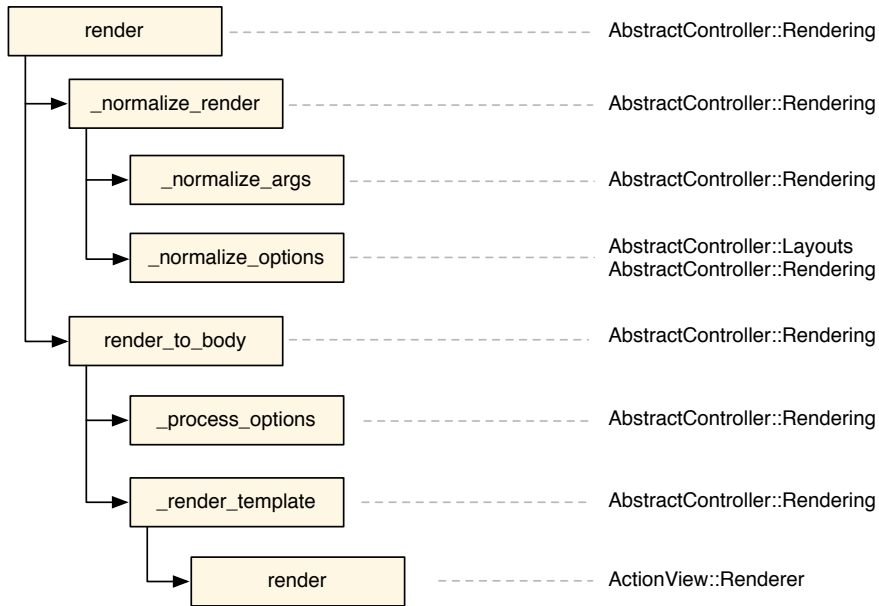 render AbstractController::Rendering
_normalize_render AbstractController::Rendering
_normalize_args AbstractController::Rendering
_normalize_options AbstractController::Layouts
AbstractController::Rendering
render_to_body AbstractController::Rendering
_process_options AbstractController::Rendering
_render_template AbstractController::Rendering
render ActionView::Renderer